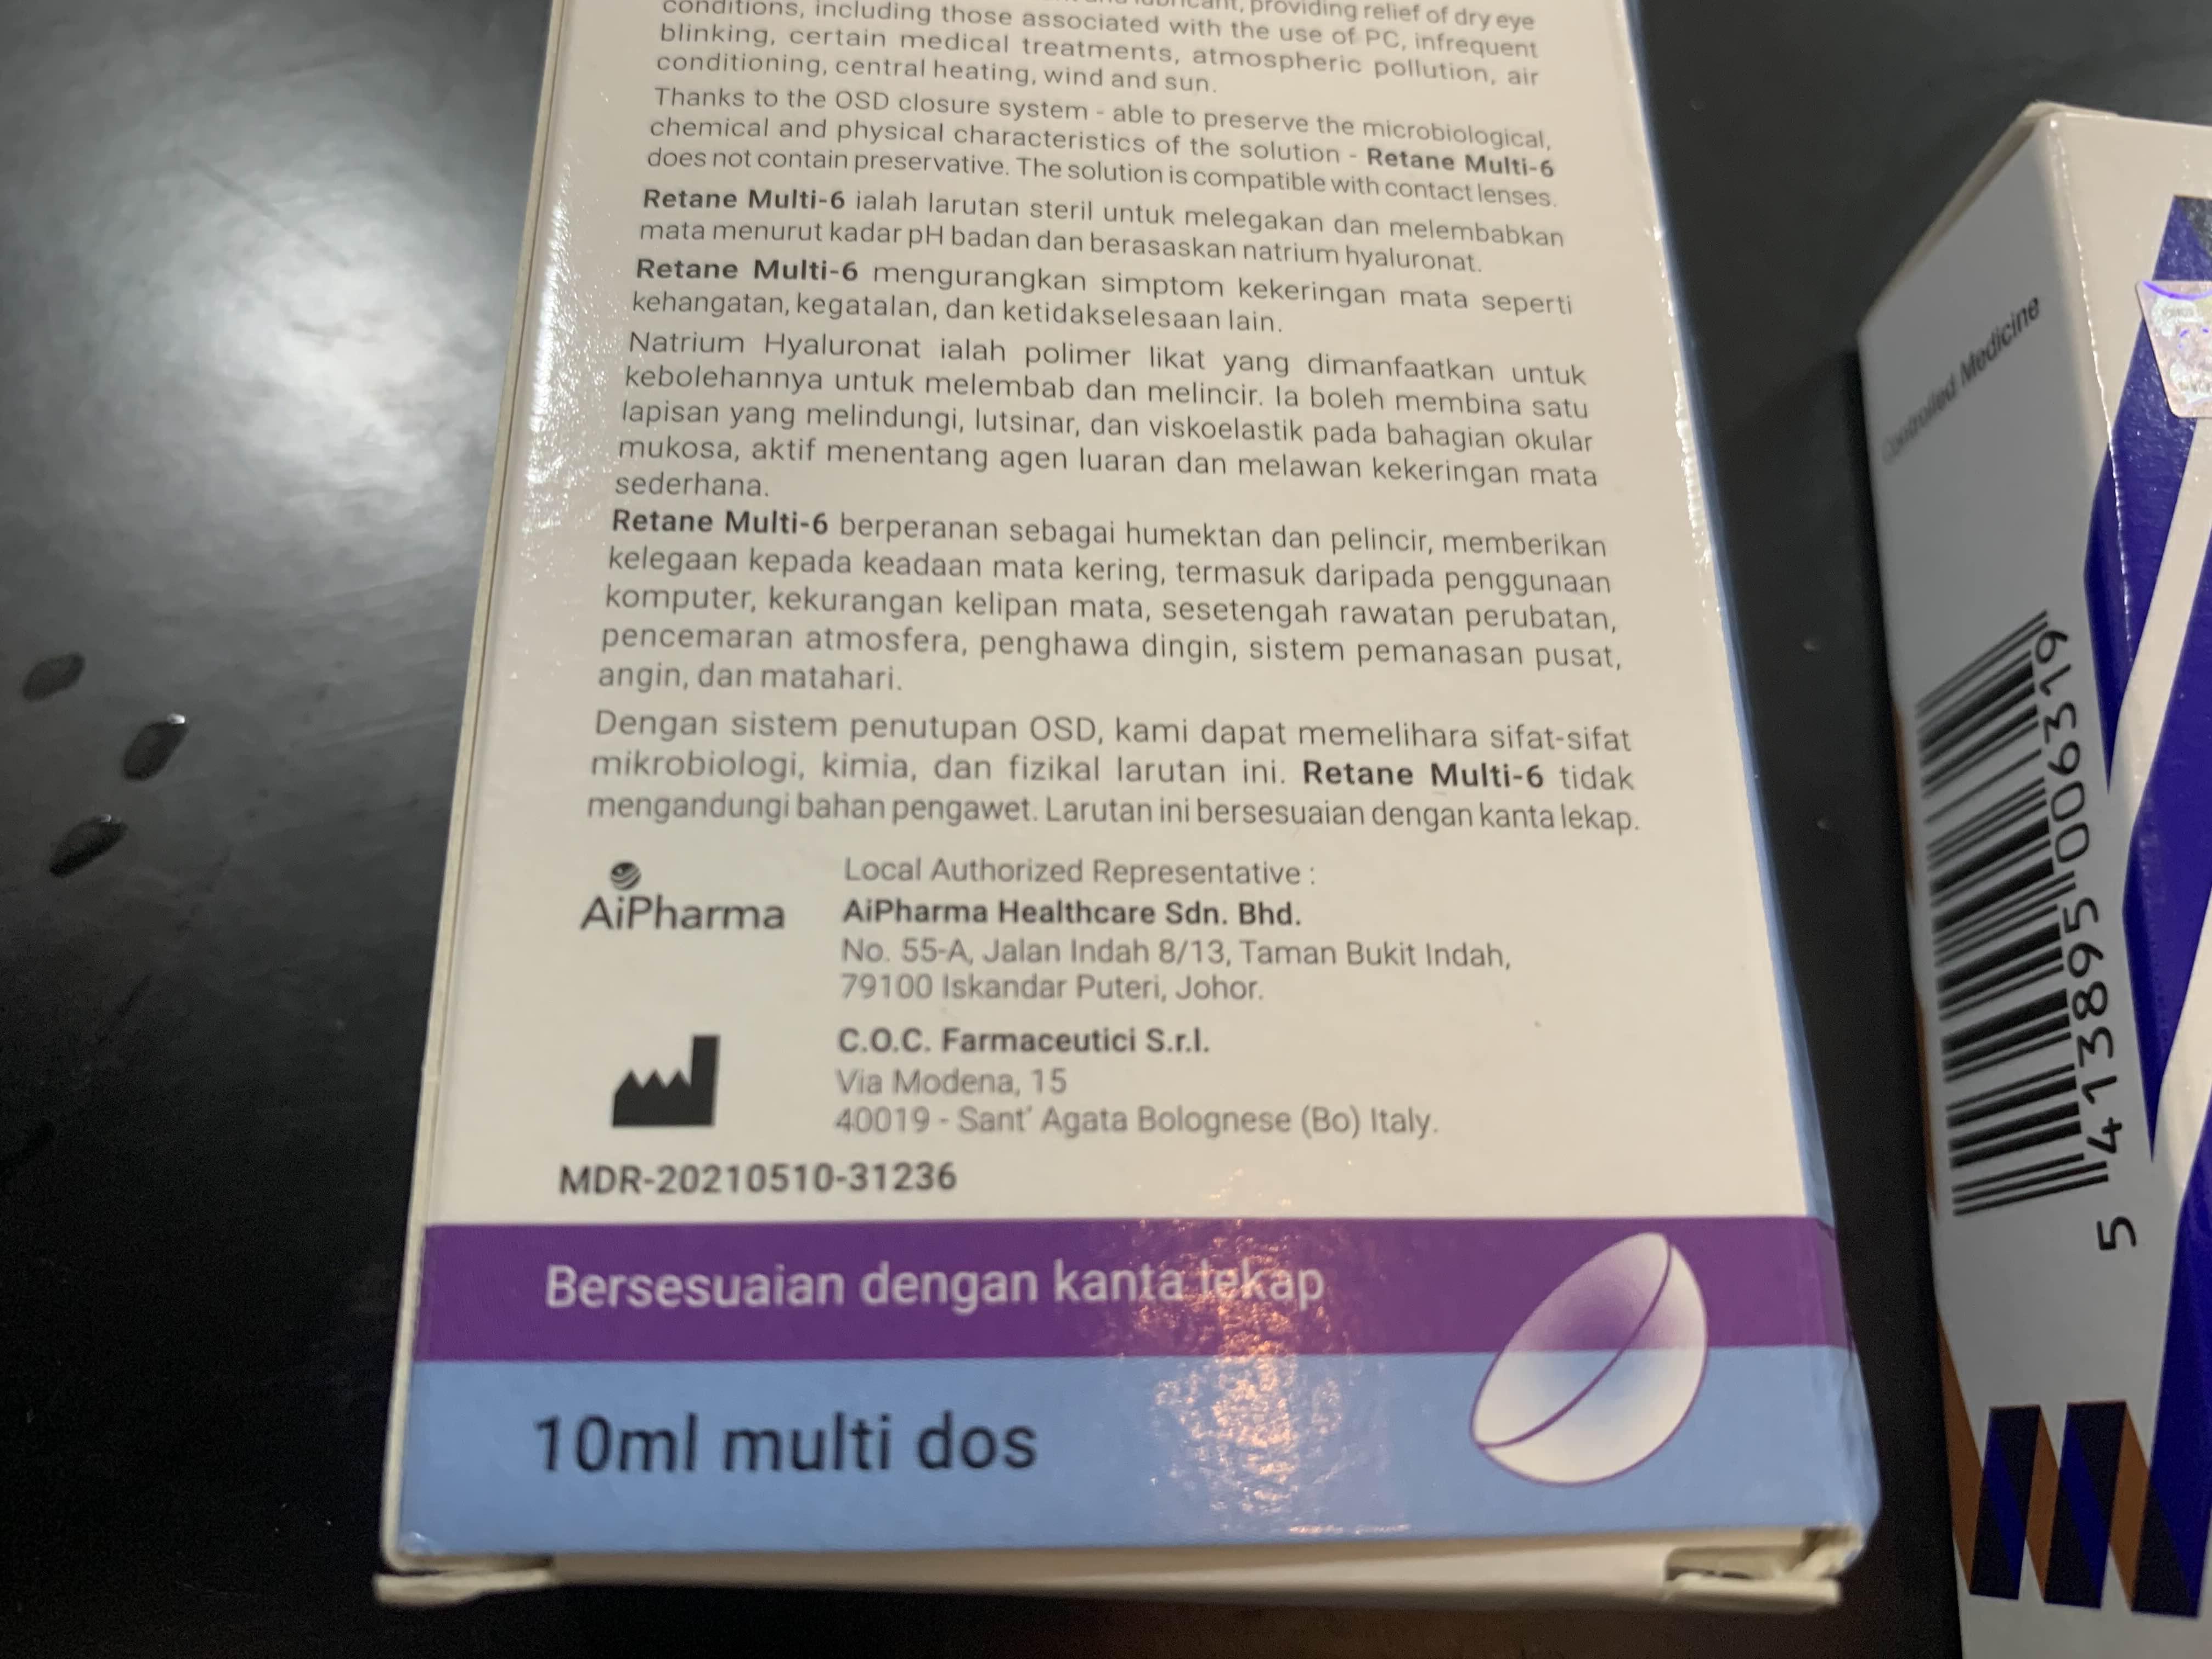 lubricant, providing relief of dry eye
conditions, including those associated with the use of PC, infrequent
blinking, certain medical treatments, atmospheric pollution, air
conditioning, central heating, wind and sun.
Thanks to the OSD closure system - able to preserve the microbiological,
chemical and physical characteristics of the solution - Retane Multi-6
does not contain preservative. The solution is compatible with contact lenses.
Retane Multi-6 ialah larutan steril untuk melegakan dan melembabkan
mata menurut kadar pH badan dan berasaskan natrium hyaluronat.
Retane Multi-6 mengurangkan simptom kekeringan mata seperti
kehangatan, kegatalan, dan ketidakselesaan lain.
Natrium Hyaluronat ialah polimer likat yang dimanfaatkan untuk
kebolehannya untuk melembab dan melincir. Ia boleh membina satu
lapisan yang melindungi, lutsinar, dan viskoelastik pada bahagian okular
mukosa, aktif menentang agen luaran dan melawan kekeringan mata
sederhana.
Retane Multi-6 berperanan sebagai humektan dan pelincir, memberikan
kelegaan kepada keadaan mata kering, termasuk daripada penggunaan
komputer, kekurangan kelipan mata, sesetengah rawatan perubatan,
pencemaran atmosfera, penghawa dingin, sistem pemanasan pusat,
angin, dan matahari.
Dengan sistem penutupan OSD, kami dapat memelihara sifat-sifat
mikrobiologi, kimia, dan fizikal larutan ini. Retane Multi-6 tidak
mengandungi bahan pengawet. Larutan ini bersesuaian dengan kanta lekap.
AiPharma
Local Authorized Representative :
AiPharma Healthcare Sdn. Bhd.
No. 55-A, Jalan Indah 8/13, Taman Bukit Indah,
79100 Iskandar Puteri, Johor.
C.O.C. Farmaceutici S.r.l.
Via Modena, 15
40019 - Sant' Agata Bolognese (Bo) Italy.
MDR-20210510-31236
Bersesuaian dengan kanta lekap
10ml multi dos
Controlled Medicine
5 413895 006319